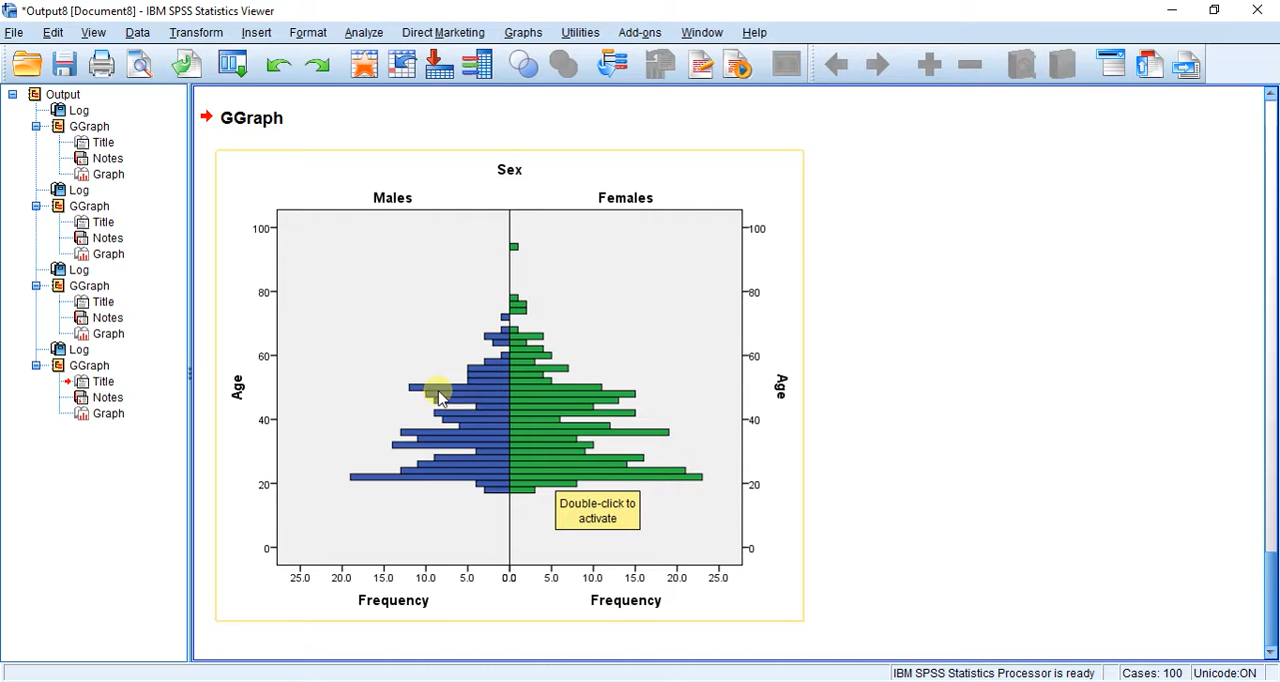 *Output8 [Document8] - IBM SPSS Statistics Viewer
File Edit View Data Transform Insert Format Analyze Direct Marketing Graphs Utilities Add-ons Window Help
Output
Log
GGraph
Title
Notes
Graph
Log
GGraph
Title
Notes
Graph
Log
GGraph
Title
Notes
Graph
Log
GGraph
Title
Notes
Graph
GGraph
Sex
Males Females
100 100
80 80
60 60
Age Age
40 40
20 20
Double-click to
activate
0 0
25.0 20.0 15.0 10.0 5.0 0.0 5.0 10.0 15.0 20.0 25.0
Frequency Frequency
IBM SPSS Statistics Processor is ready Cases: 100 Unicode:ON